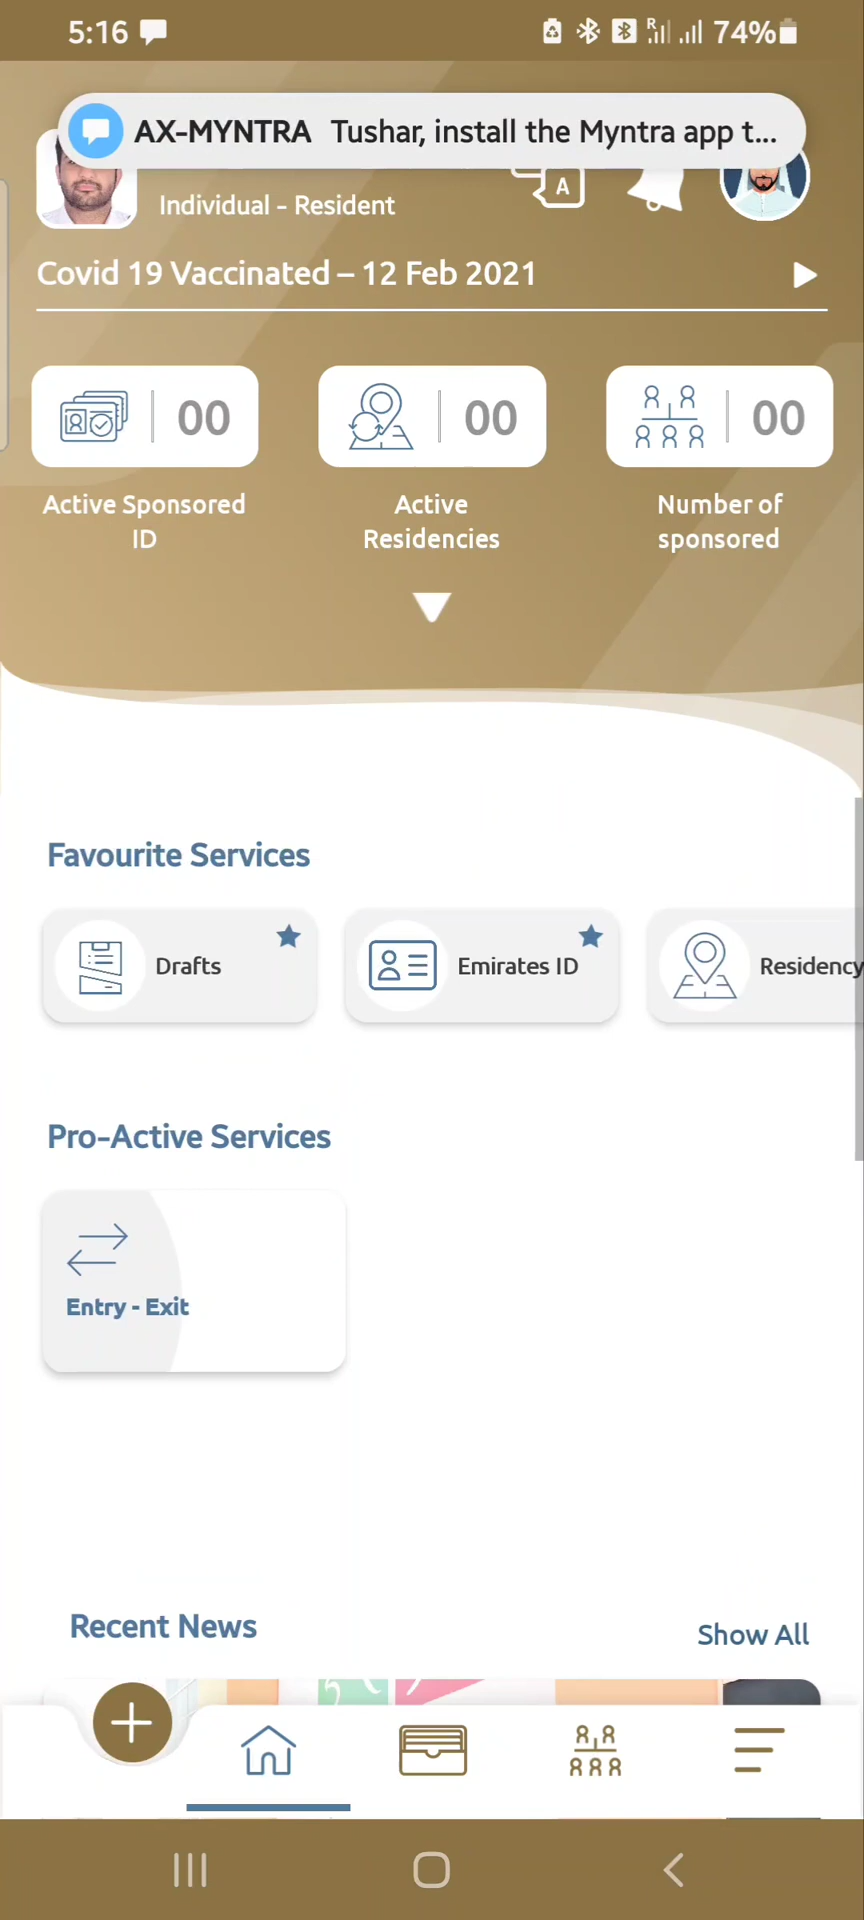 5:16
R
74%
AX-MYNTRA Tushar, install the Myntra app t...
A
Individual - Resident
Covid 19 Vaccinated – 12 Feb 2021
00
00
00
Active Sponsored
ID
Active
Residencies
Number of
sponsored
Favourite Services
Drafts
Emirates ID
Residency
Pro-Active Services
Entry - Exit
Recent News
Show All